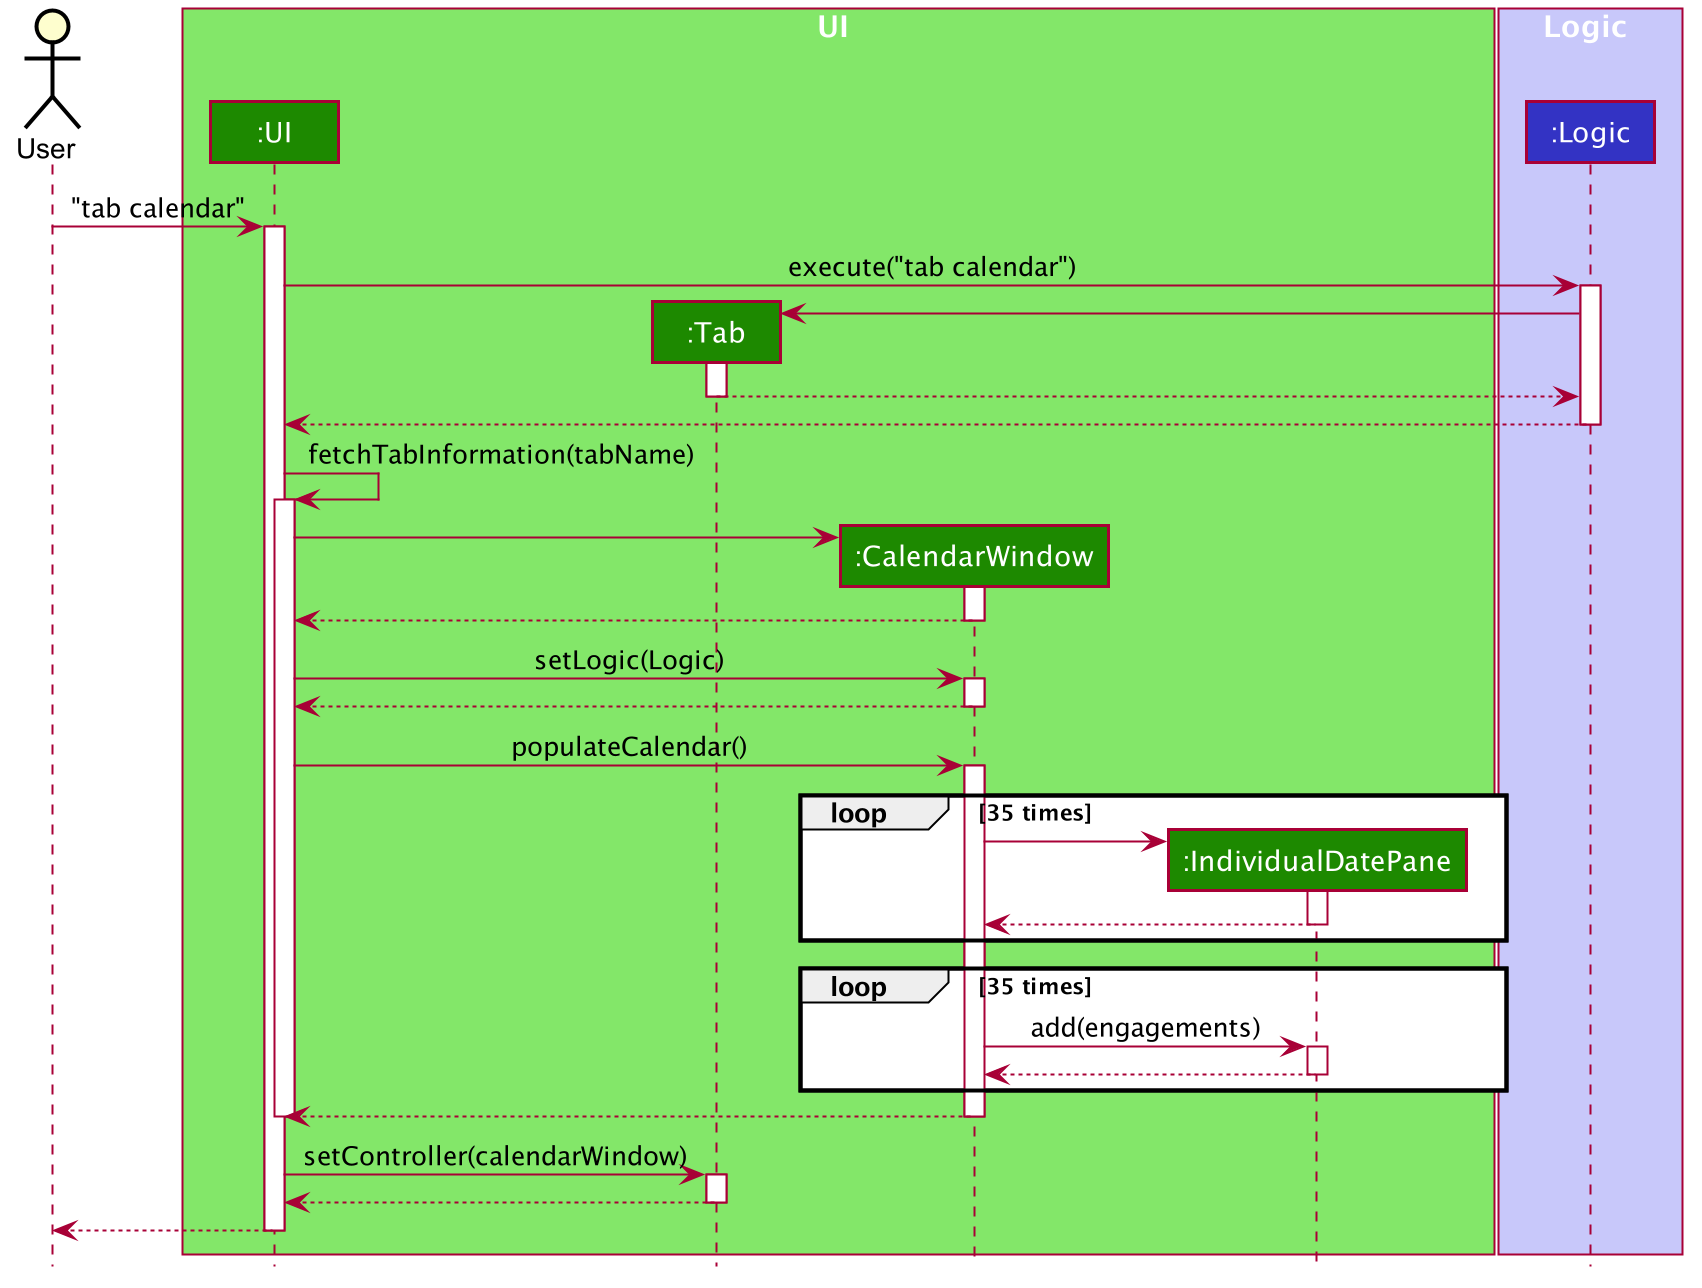 UI
Logic
User
:UI
:Logic
"tab calendar"
execute("tab calendar")
:Tab
fetchTabInformation(tabName)
:CalendarWindow
setLogic(Logic)
populateCalendar()
loop
[35 times]
:IndividualDatePane
loop
[35 times]
add(engagements)
setController(calendarWindow)